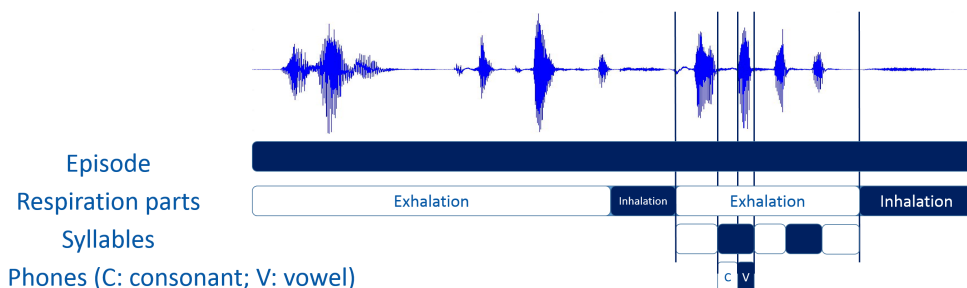 Episode
Respiration parts
Exhalation
Inhalation
Exhalation
Inhalation
Syllables
Phones (C: consonant; V: vowel)
C
V